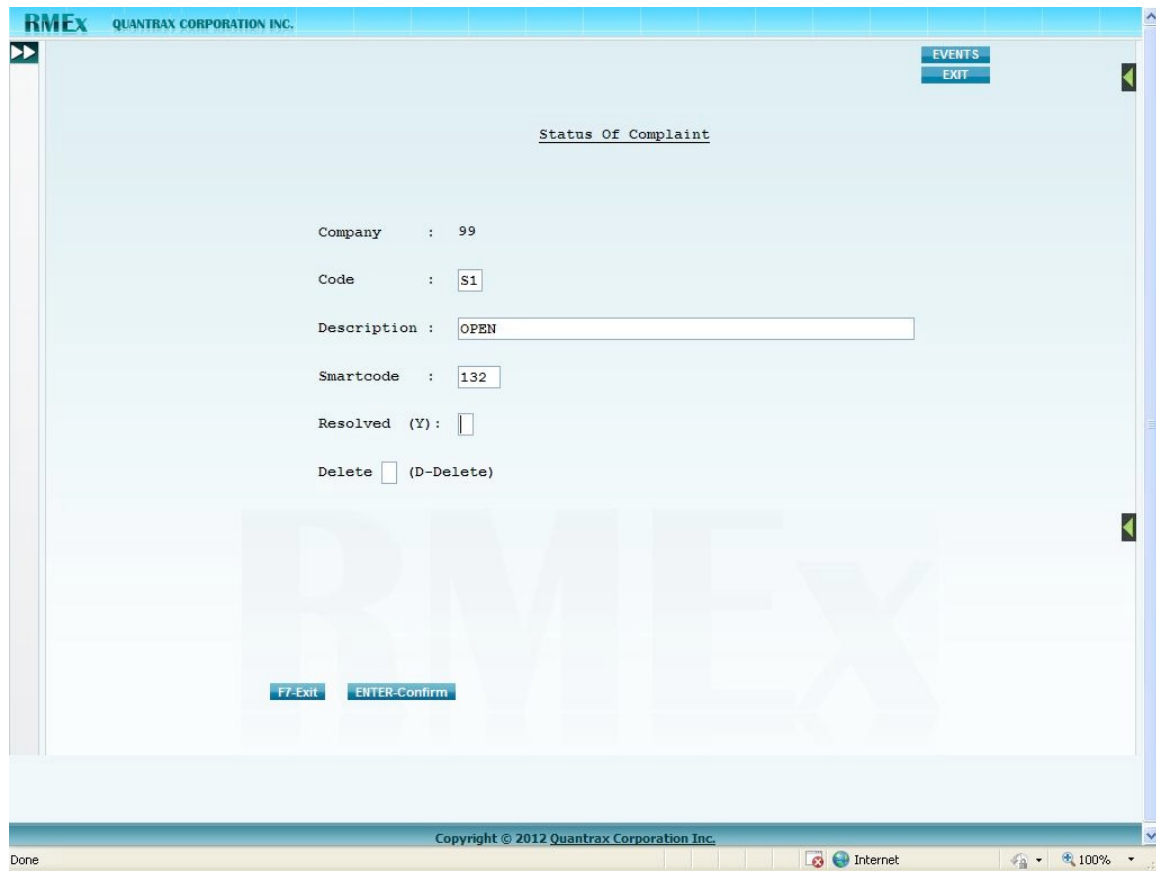 RMEx QUANTRAX CORPORATION INC.
EVENTS
EXIT
Status Of Complaint
Company : 99
Code : S1
Description : OPEN
Smartcode : 132
Resolved (Y):
Delete (D-Delete)
RMEx
F7-Exit ENTER-Confirm
Copyright © 2012 Quantrax Corporation Inc.
Done Internet 100%